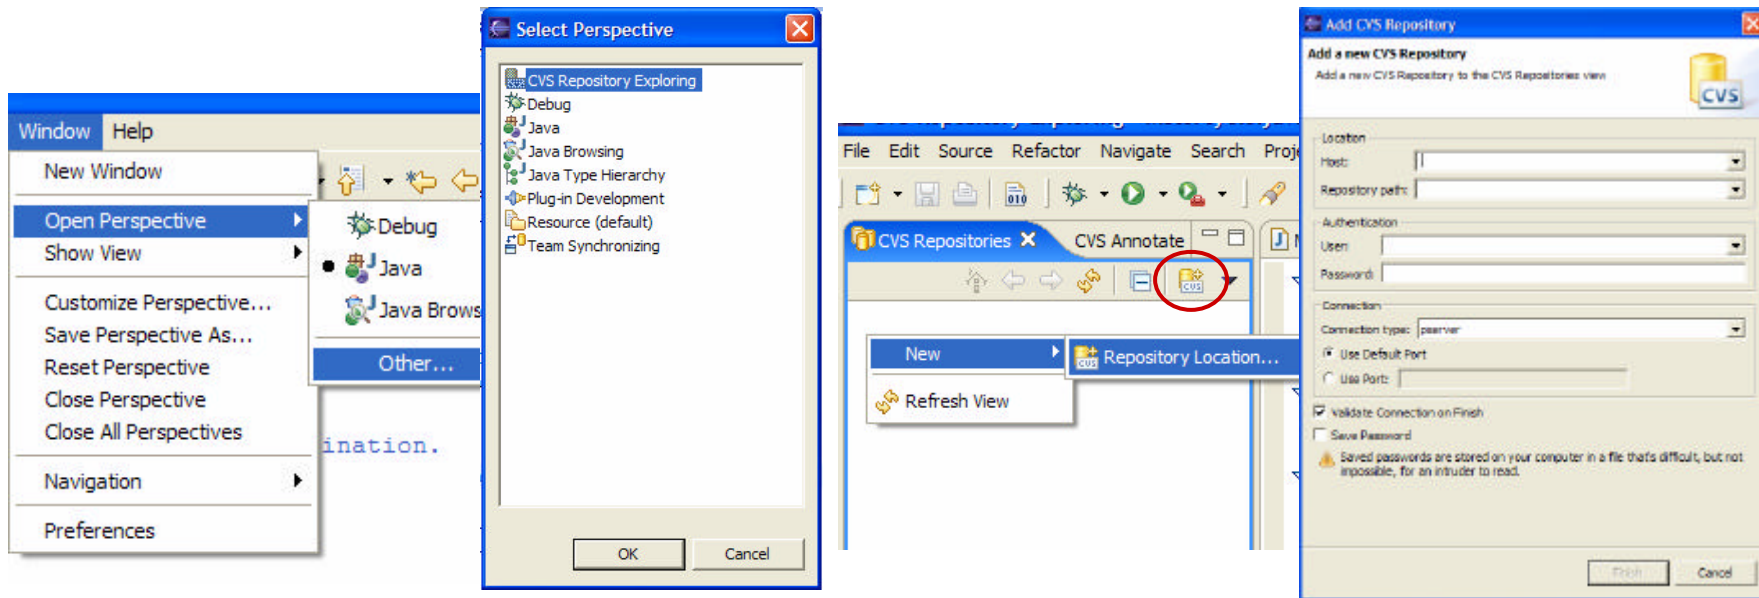 Window Help
New Window
Open Perspective
Show View
Customize Perspective...
Save Perspective As...
Reset Perspective
Close Perspective
Close All Perspectives
Navigation
Preferences
Debug
Java
Java Brows
Other...
ination.
Select Perspective
CVS Repository Exploring
Debug
Java
Java Browsing
Java Type Hierarchy
Plug-in Development
Resource (default)
Team Synchronizing
OK Cancel
File Edit Source Refactor Navigate Search Proje
010
CVS Repositories CVS Annotate
CVS
New
CVS Repository Location...
Refresh View
Add CVS Repository
Add a new CVS Repository
Add a new CVS Repository to the CVS Repositories view
CVS
Location
Host:
Repository path:
Authentication
User:
Password:
Connection
Connection type: pserver
Use Default Port
Use Port:
Validate Connection on Finish
Save Password
Saved passwords are stored on your computer in a file that's difficult, but not
impossible, for an intruder to read.
Finish Cancel